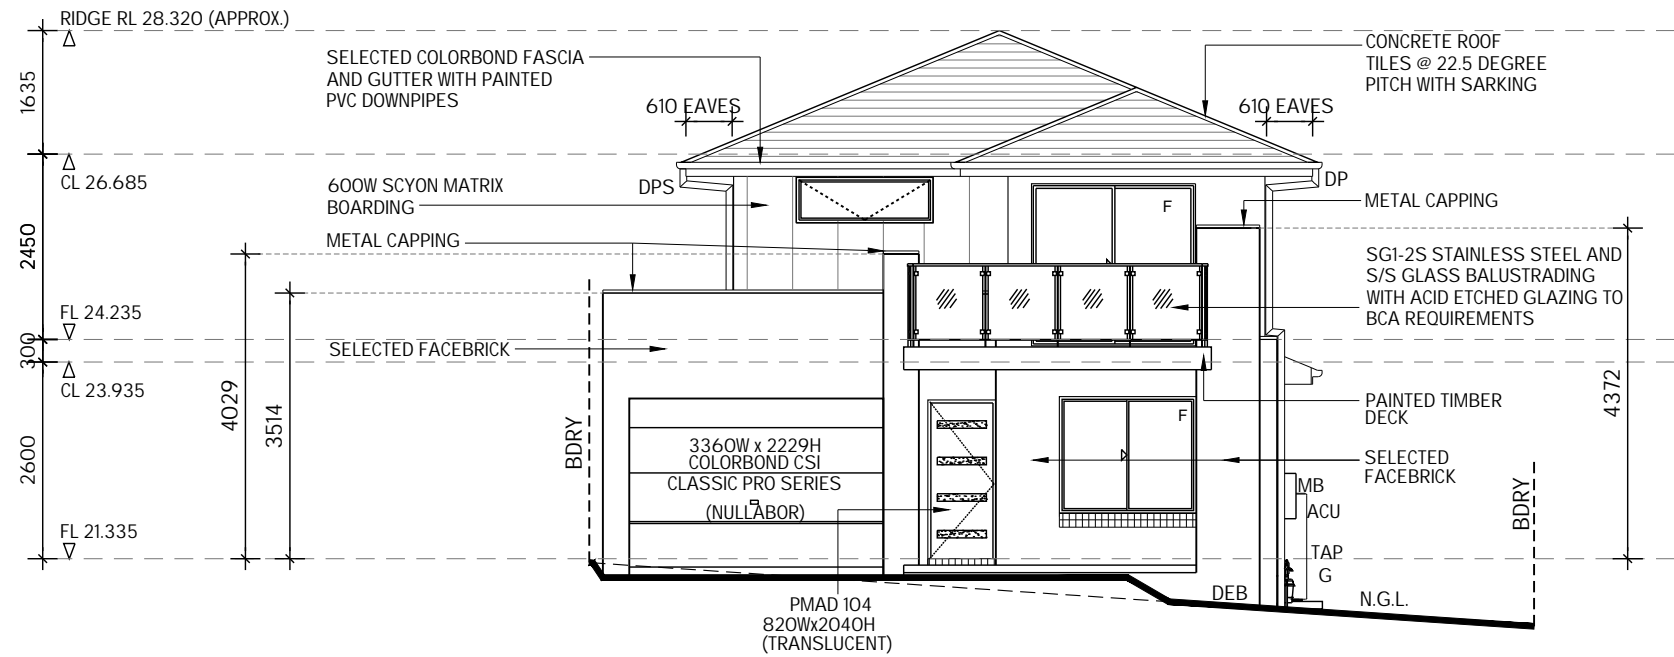 RIDGE RL 28.320 (APPROX.)
1635
CL 26.685
2450
FL 24.235
300
CL 23.935
2600
FL 21.335
4029
3514
SELECTED COLORBOND FASCIA
AND GUTTER WITH PAINTED
PVC DOWNPIPES
610 EAVES
DPS
600W SCYON MATRIX
BOARDING
METAL CAPPING
SELECTED FACEBRICK
BDRY
3360W x 2229H
COLORBOND CSI
CLASSIC PRO SERIES
(NULLABOR)
PMAD 104
820Wx2040H
(TRANSLUCENT)
F
F
CONCRETE ROOF
TILES @ 22.5 DEGREE
PITCH WITH SARKING
610 EAVES
DP
METAL CAPPING
SG1-2S STAINLESS STEEL AND
S/S GLASS BALUSTRADING
WITH ACID ETCHED GLAZING TO
BCA REQUIREMENTS
PAINTED TIMBER
DECK
SELECTED
FACEBRICK
4372
MB
ACU
TAP
G
DEB
N.G.L.
BDRY